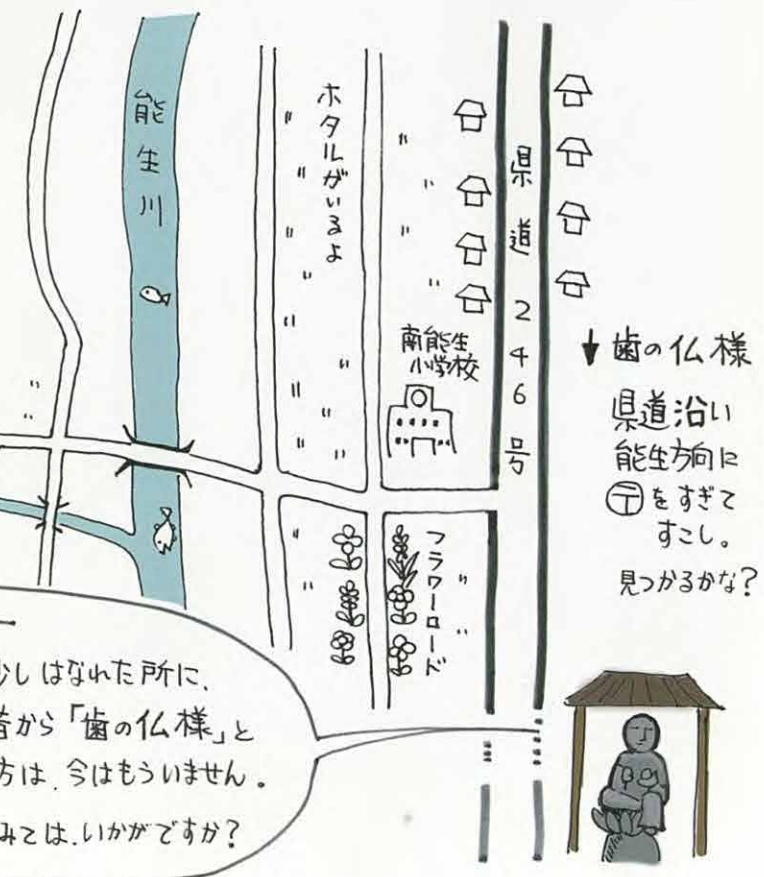 能生川
ホタルがいるよ
県道246号
南能生
小学校
フラワーロード
↓歯の仏様
県道沿い
能生方向に
〒をすぎて
すこし。
見つかるかな?
少しはなれた所に、
昔から「歯の仏様」と
方は、今はもういません。
みては、いかがですか?